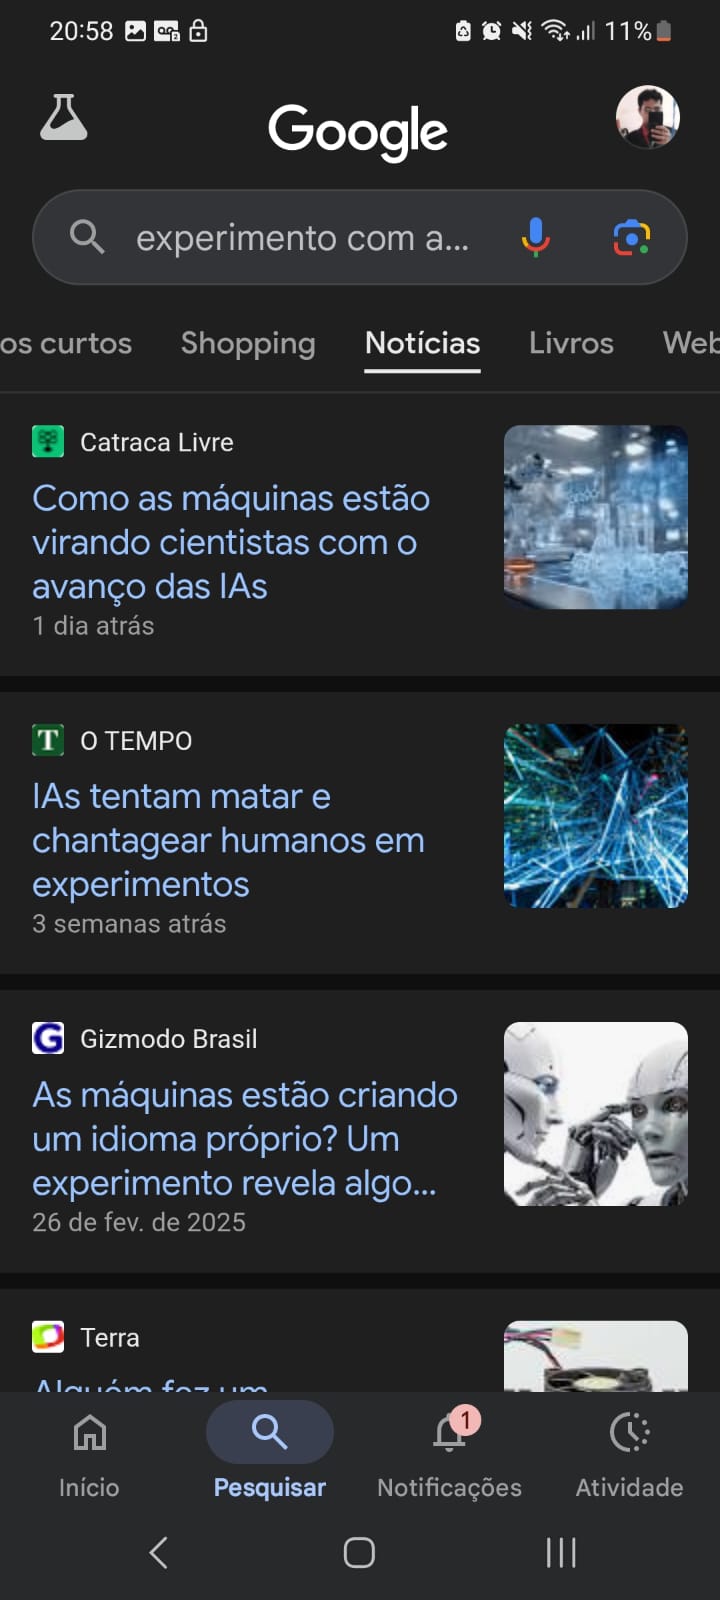 20:58 11%
Google
experimento com a...
os curtos Shopping Notícias Livros Web
Catraca Livre
Como as máquinas estão
virando cientistas com o
avanço das IAs
1 dia atrás
T O TEMPO
IAs tentam matar e
chantagear humanos em
experimentos
3 semanas atrás
G Gizmodo Brasil
As máquinas estão criando
um idioma próprio? Um
experimento revela algo...
26 de fev. de 2025
Terra
Alguém fez um
1
Início Pesquisar Notificações Atividade